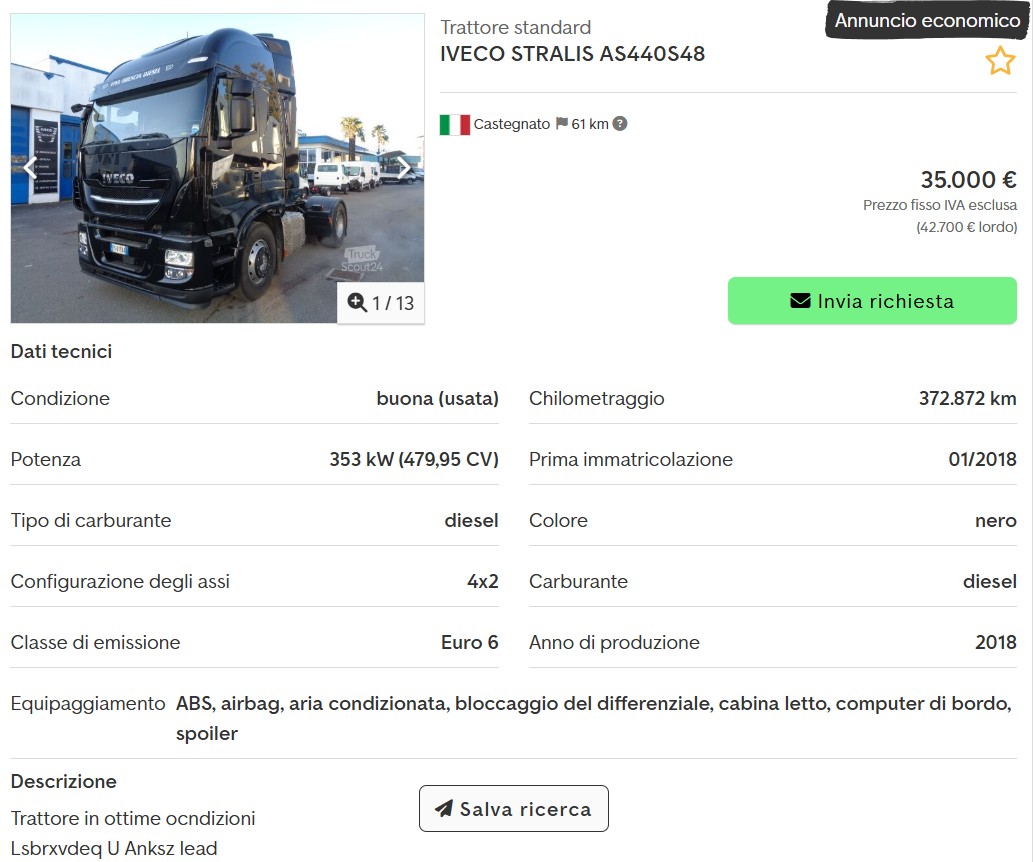 Annuncio economico
Trattore standard
IVECO STRALIS AS440S48
Castegnato 61 km ?
35.000 €
Prezzo fisso IVA esclusa
(42.700 € lordo)
IVECO
Truck
Scout24
1 / 13
Invia richiesta
Dati tecnici
Condizione buona (usata)
Chilometraggio 372.872 km
Potenza 353 kW (479,95 CV)
Prima immatricolazione 01/2018
Tipo di carburante diesel
Colore nero
Configurazione degli assi 4x2
Carburante diesel
Classe di emissione Euro 6
Anno di produzione 2018
Equipaggiamento ABS, airbag, aria condizionata, bloccaggio del differenziale, cabina letto, computer di bordo,
spoiler
Descrizione
Salva ricerca
Trattore in ottime ocndizioni
Lsbrxvdeq U Anksz lead